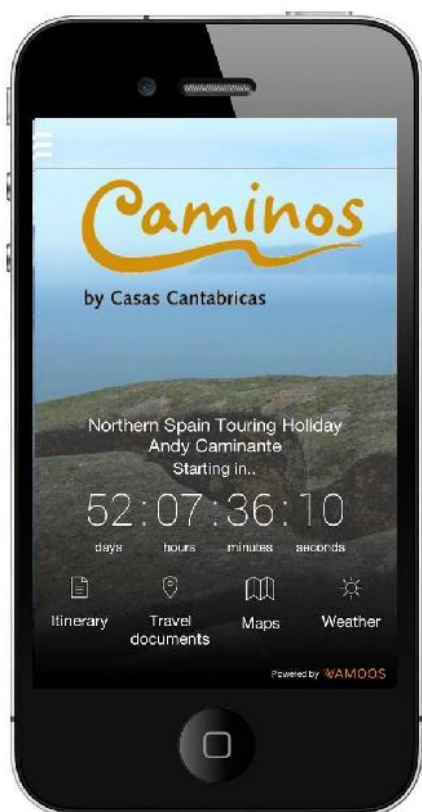 Caminos
by Casas Cantabricas
Northern Spain Touring Holiday
Andy Caminante
Starting in..
52:07:36:10
days hours minutes seconds
Itinerary Travel documents Maps Weather
Powered by VAMOOS